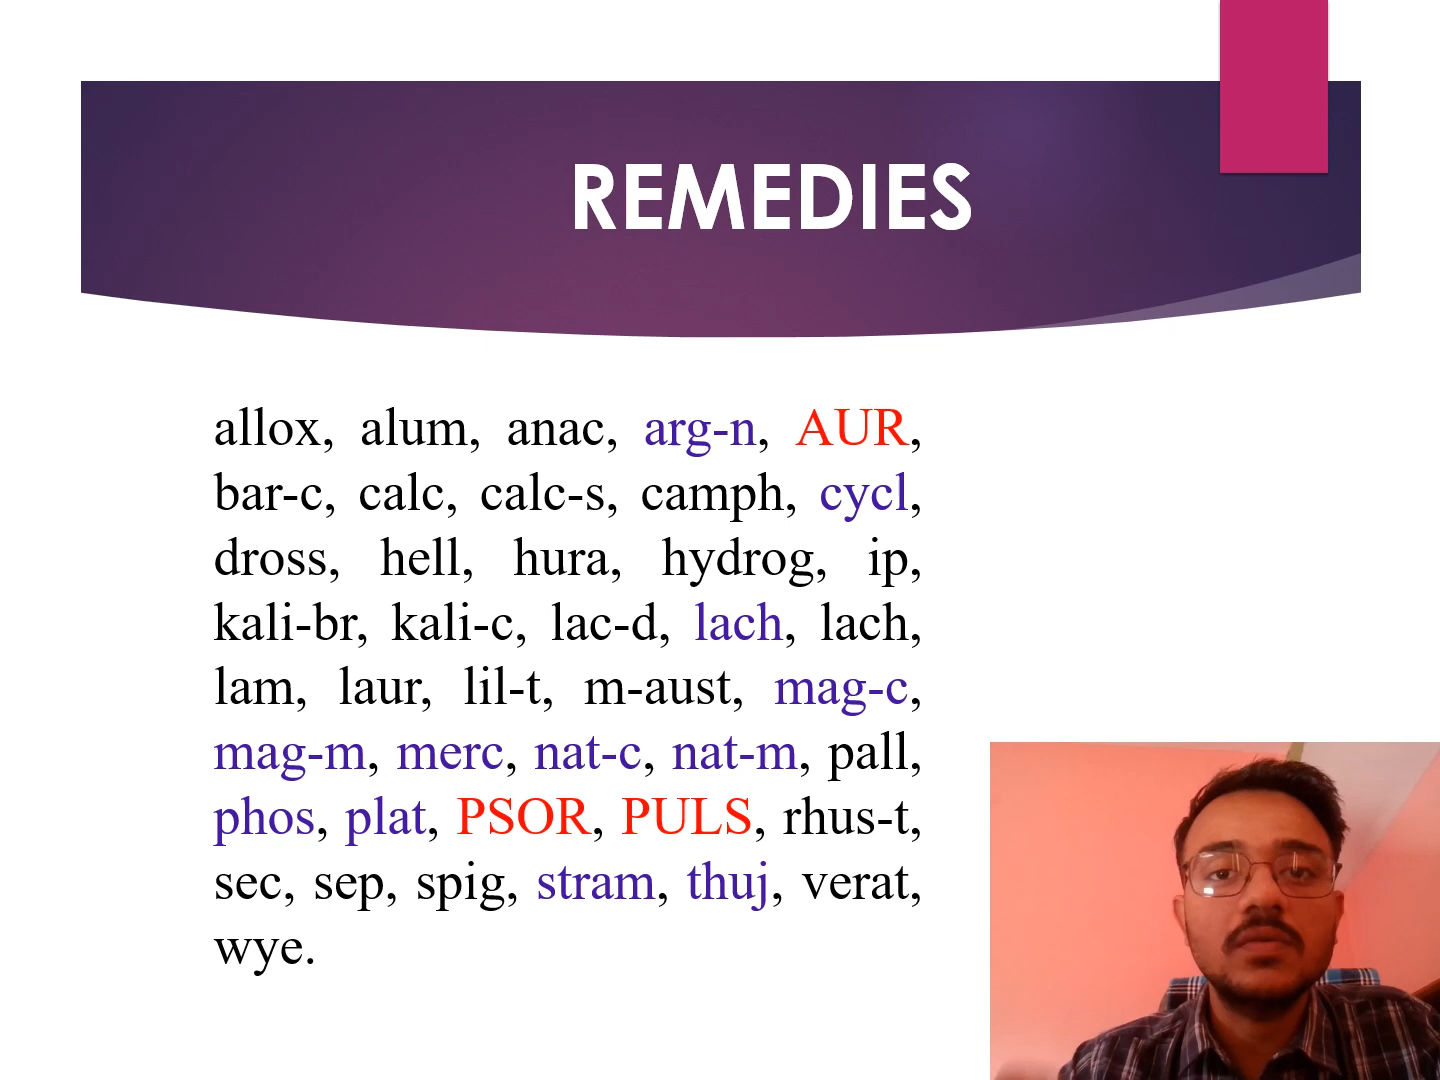 REMEDIES
allox, alum, anac, arg-n, AUR,
bar-c, calc, calc-s, camph, cycl,
dross, hell, hura, hydrog, ip,
kali-br, kali-c, lac-d, lach, lach,
lam, laur, lil-t, m-aust, mag-c,
mag-m, merc, nat-c, nat-m, pall,
phos, plat, PSOR, PULS, rhus-t,
sec, sep, spig, stram, thuj, verat,
wye.